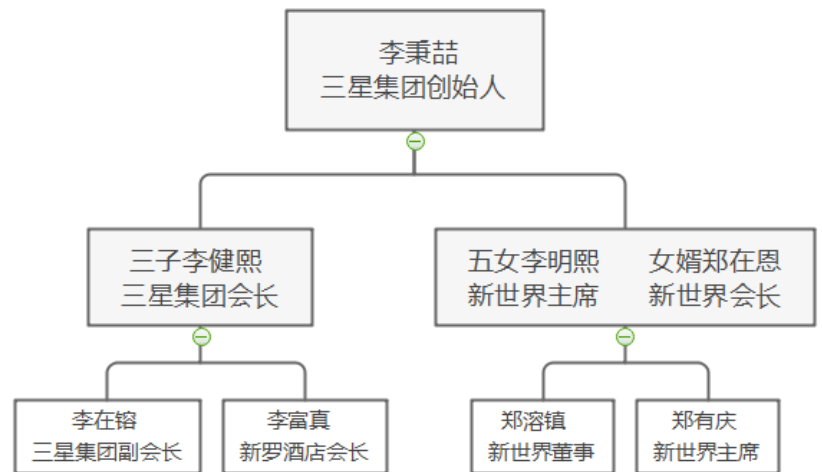 李秉喆
三星集团创始人
三子李健熙
三星集团会长
五女李明熙 女婿郑在恩
新世界主席 新世界会长
李在镕
三星集团副会长
李富真
新罗酒店会长
郑溶镇
新世界董事
郑有庆
新世界主席